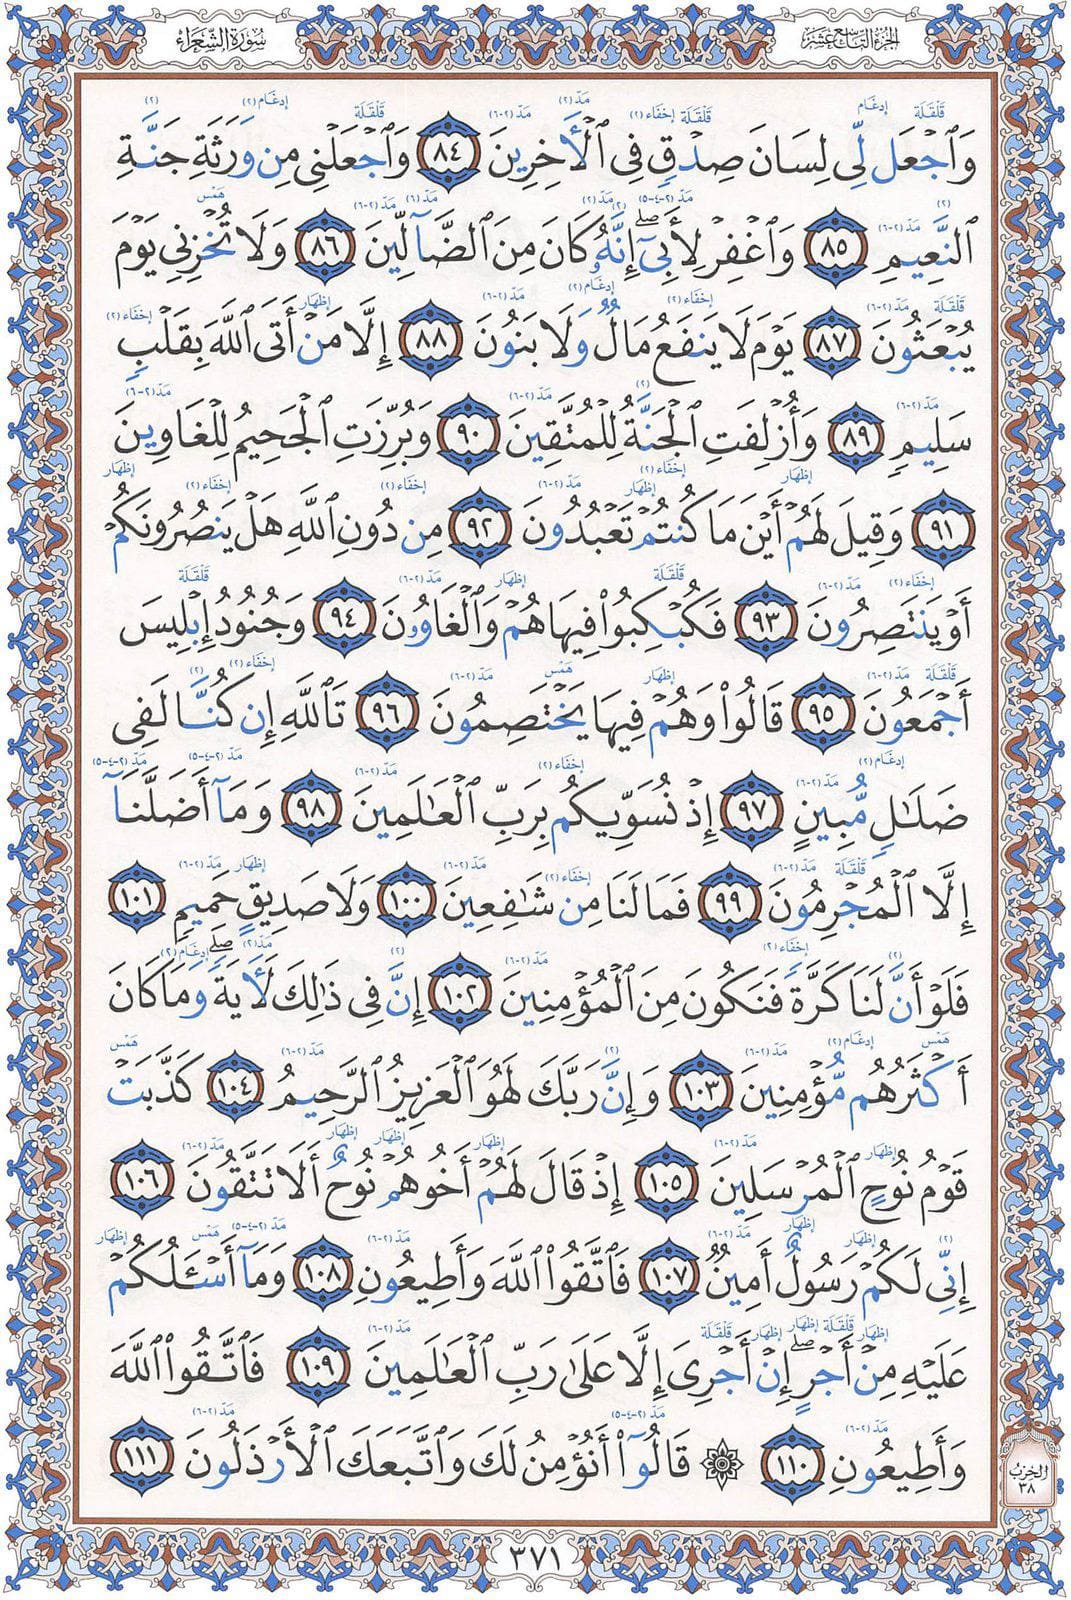 الجزء التاسع عشر
سورة الشعراء
وَٱجْعَل لِّى لِسَانَ صِدْقٍ فِى ٱلْأَخِرِينَ ٨٤ وَٱجْعَلْنِى مِن وَرَثَةِ جَنَّةِ
ٱلنَّعِيمِ ٨٥ وَٱغْفِرْ لِأَبِىٓ إِنَّهُۥ كَانَ مِنَ ٱلضَّآلِّينَ ٨٦ وَلَا تُخْزِنِى يَوْمَ
يُبْعَثُونَ ٨٧ يَوْمَ لَا يَنفَعُ مَالٌ وَلَا بَنُونَ ٨٨ إِلَّا مَنْ أَتَى ٱللَّهَ بِقَلْبٍ
سَلِيمٍ ٨٩ وَأُزْلِفَتِ ٱلْجَنَّةُ لِلْمُتَّقِينَ ٩٠ وَبُرِّزَتِ ٱلْجَحِيمُ لِلْغَاوِينَ
٩١ وَقِيلَ لَهُمْ أَيْنَ مَا كُنتُمْ تَعْبُدُونَ ٩٢ مِن دُونِ ٱللَّهِ هَلْ يَنصُرُونَكُمْ
أَوْ يَنتَصِرُونَ ٩٣ فَكُبْكِبُوا۟ فِيهَا هُمْ وَٱلْغَاوُۥنَ ٩٤ وَجُنُودُ إِبْلِيسَ
أَجْمَعُونَ ٩٥ قَالُوا۟ وَهُمْ فِيهَا يَخْتَصِمُونَ ٩٦ تَٱللَّهِ إِن كُنَّا لَفِى
ضَلَٰلٍ مُّبِينٍ ٩٧ إِذْ نُسَوِّيكُم بِرَبِّ ٱلْعَٰلَمِينَ ٩٨ وَمَآ أَضَلَّنَآ
إِلَّا ٱلْمُجْرِمُونَ ٩٩ فَمَا لَنَا مِن شَٰفِعِينَ ١٠٠ وَلَا صَدِيقٍ حَمِيمٍ ١٠١
فَلَوْ أَنَّ لَنَا كَرَّةً فَنَكُونَ مِنَ ٱلْمُؤْمِنِينَ ١٠٢ إِنَّ فِى ذَٰلِكَ لَأٓيَةً وَمَا كَانَ
أَكْثَرُهُم مُّؤْمِنِينَ ١٠٣ وَإِنَّ رَبَّكَ لَهُوَ ٱلْعَزِيزُ ٱلرَّحِيمُ ١٠٤ كَذَّبَتْ
قَوْمُ نُوحٍ ٱلْمُرْسَلِينَ ١٠٥ إِذْ قَالَ لَهُمْ أَخُوهُمْ نُوحٌ أَلَا تَتَّقُونَ ١٠٦
إِنِّى لَكُمْ رَسُولٌ أَمِينٌ ١٠٧ فَٱتَّقُوا۟ ٱللَّهَ وَأَطِيعُونِ ١٠٨ وَمَآ أَسْـَٔلُكُمْ
عَلَيْهِ مِنْ أَجْرٍ إِنْ أَجْرِىَ إِلَّا عَلَىٰ رَبِّ ٱلْعَٰلَمِينَ ١٠٩ فَٱتَّقُوا۟ ٱللَّهَ
وَأَطِيعُونِ ١١٠ ۞ قَالُوٓا۟ أَنُؤْمِنُ لَكَ وَٱتَّبَعَكَ ٱلْأَرْذَلُونَ ١١١
الحزب
٣٨
٣٧١